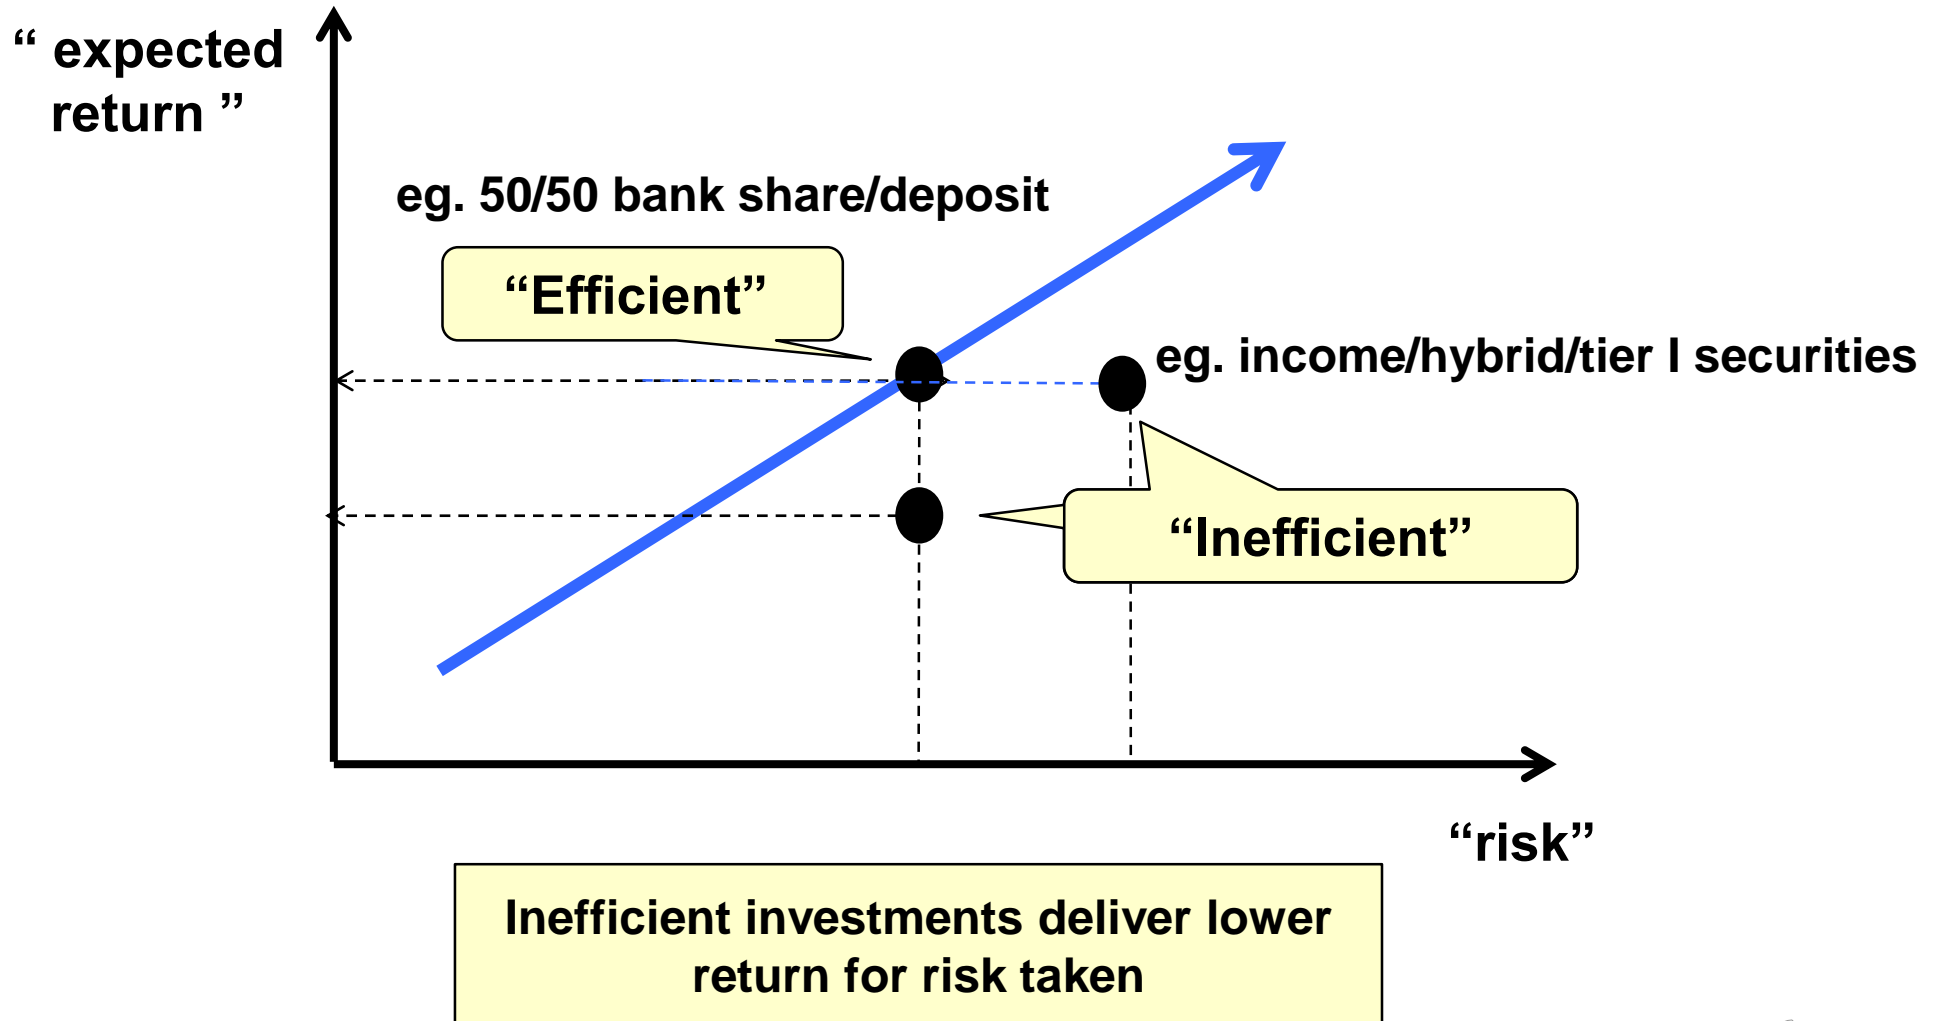 “ expected
return ”
eg. 50/50 bank share/deposit
“Efficient”
eg. income/hybrid/tier I securities
“Inefficient”
“risk”
Inefficient investments deliver lower
return for risk taken